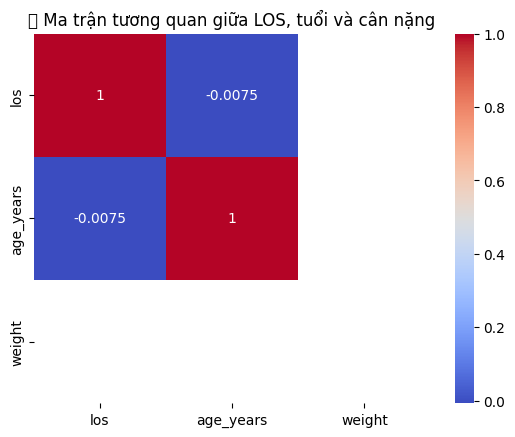 Ma trận tương quan giữa LOS, tuổi và cân nặng
los
1
-0.0075
age_years
-0.0075
1
weight
los
age_years
weight
1.0
0.8
0.6
0.4
0.2
0.0